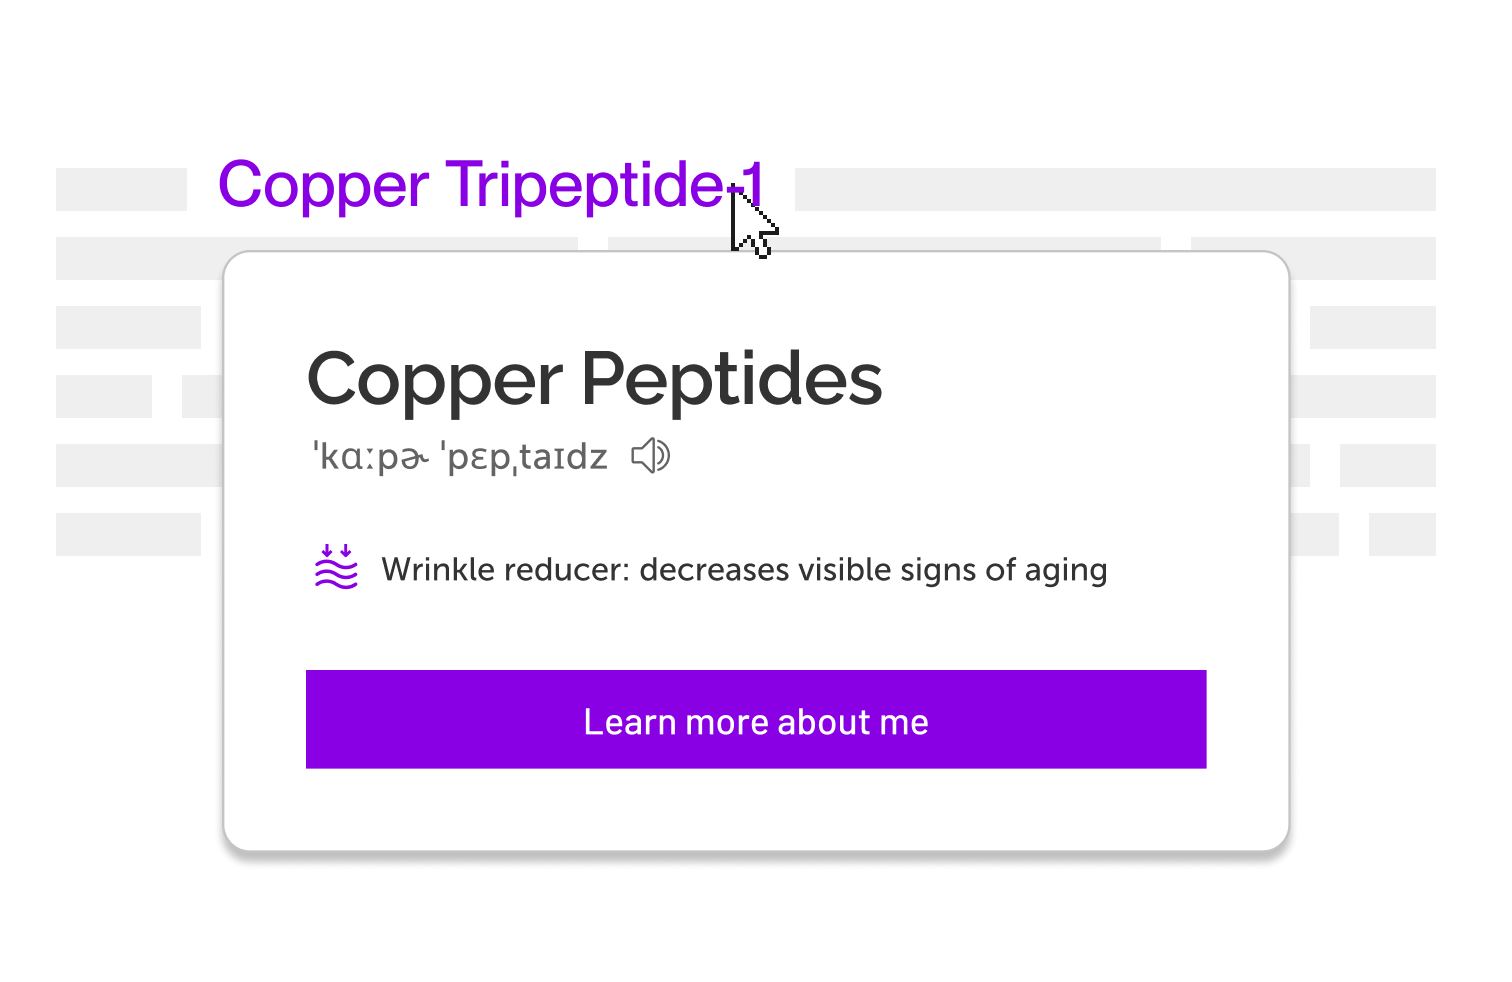 Copper Tripeptide-1
Copper Peptides
ˈkɑːpɚ ˈpɛpˌtaɪdz
Wrinkle reducer: decreases visible signs of aging
Learn more about me